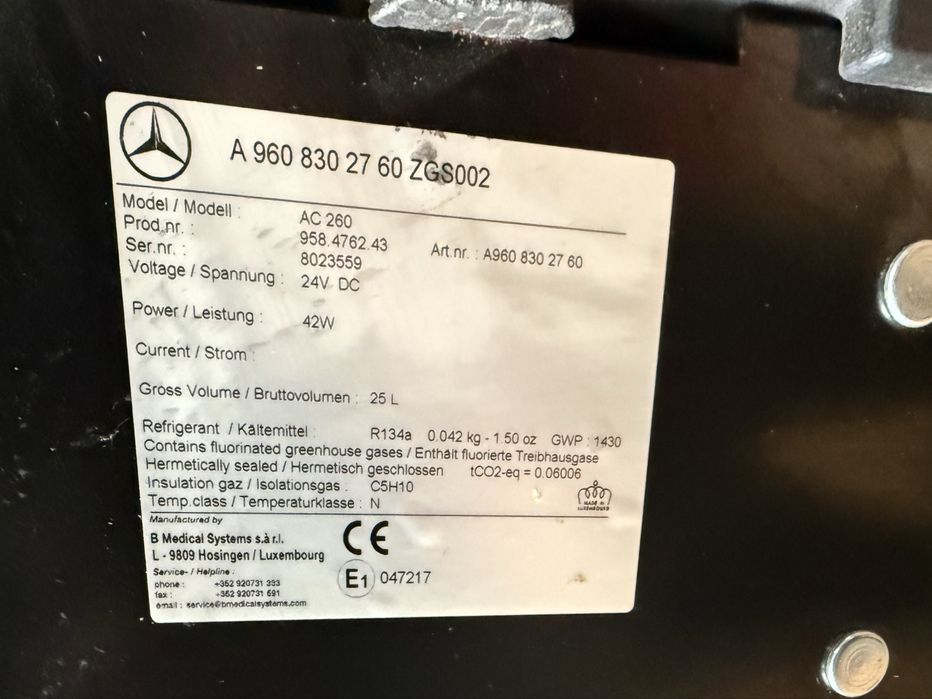 A 960 830 27 60 ZGS002
Model / Modell : AC 260
Prod.nr. : 958.4762.43 Art.nr. : A960 830 27 60
Ser.nr. : 8023559
Voltage / Spannung : 24V DC
Power / Leistung : 42W
Current / Strom :
Gross Volume / Bruttovolumen : 25 L
Refrigerant / Kältemittel : R134a 0.042 kg - 1.50 oz GWP : 1430
Contains fluorinated greenhouse gases / Enthält fluorierte Treibhausgase
Hermetically sealed / Hermetisch geschlossen tCO2-eq = 0.06006
Insulation gaz / Isolationsgas : C5H10
Temp.class / Temperaturklasse : N
MADE IN
LUXEMBOURG
Manufactured by
B Medical Systems s.à r.l.
L - 9809 Hosingen / Luxembourg
CE
Service- / Helpline :
phone : +352 920731 333
fax : +352 920731 691
email : service@bmedicalsystems.com
E1 047217